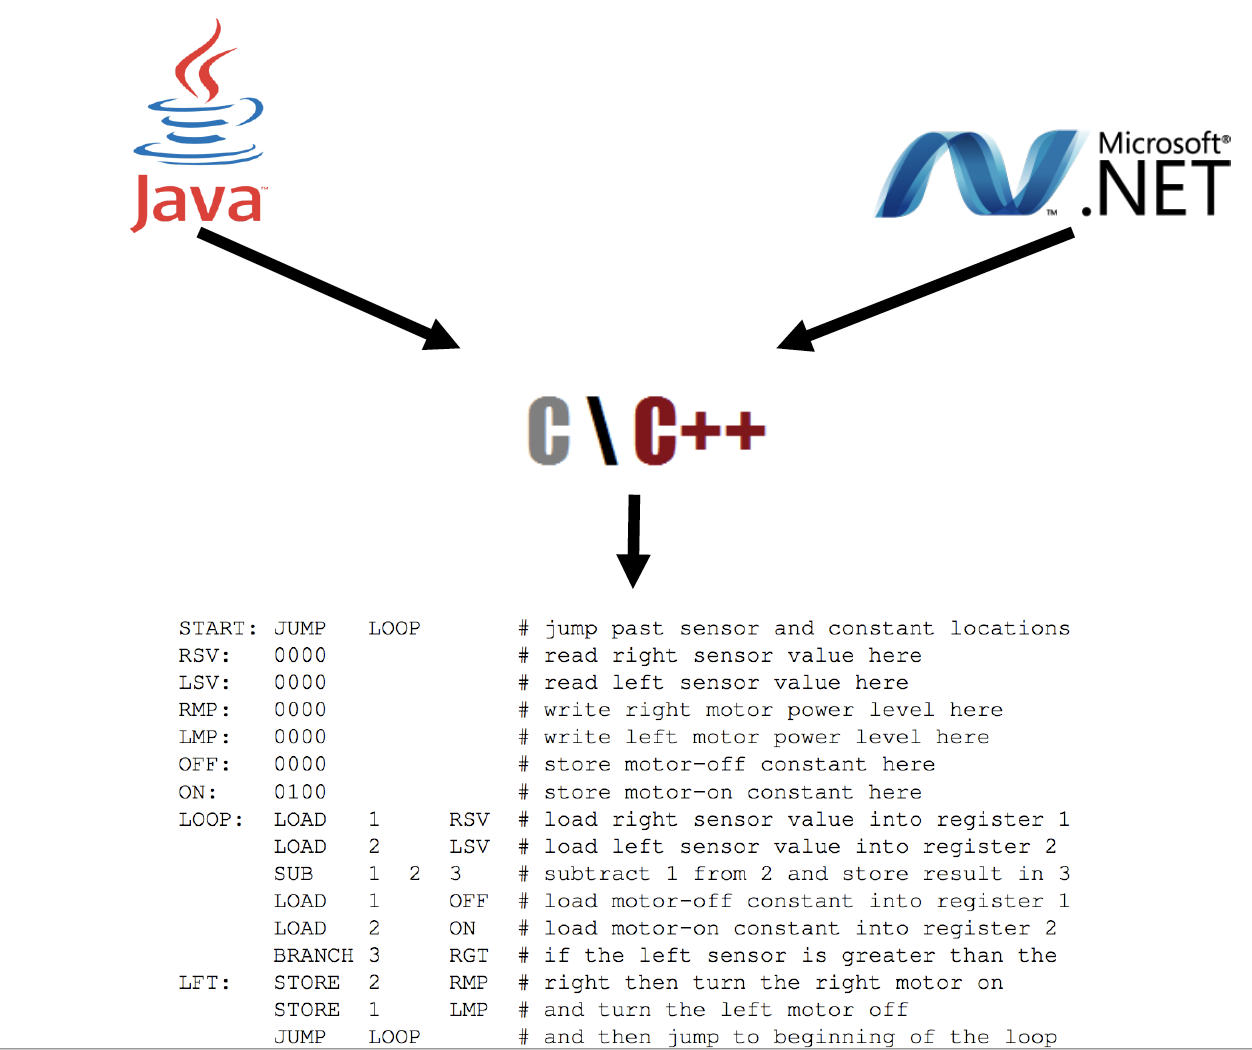 Java™
Microsoft®
™ .NET
C \ C++
START: JUMP LOOP # jump past sensor and constant locations
RSV: 0000 # read right sensor value here
LSV: 0000 # read left sensor value here
RMP: 0000 # write right motor power level here
LMP: 0000 # write left motor power level here
OFF: 0000 # store motor-off constant here
ON: 0100 # store motor-on constant here
LOOP: LOAD 1 RSV # load right sensor value into register 1
LOAD 2 LSV # load left sensor value into register 2
SUB 1 2 3 # subtract 1 from 2 and store result in 3
LOAD 1 OFF # load motor-off constant into register 1
LOAD 2 ON # load motor-on constant into register 2
BRANCH 3 RGT # if the left sensor is greater than the
LFT: STORE 2 RMP # right then turn the right motor on
STORE 1 LMP # and turn the left motor off
JUMP LOOP # and then jump to beginning of the loop